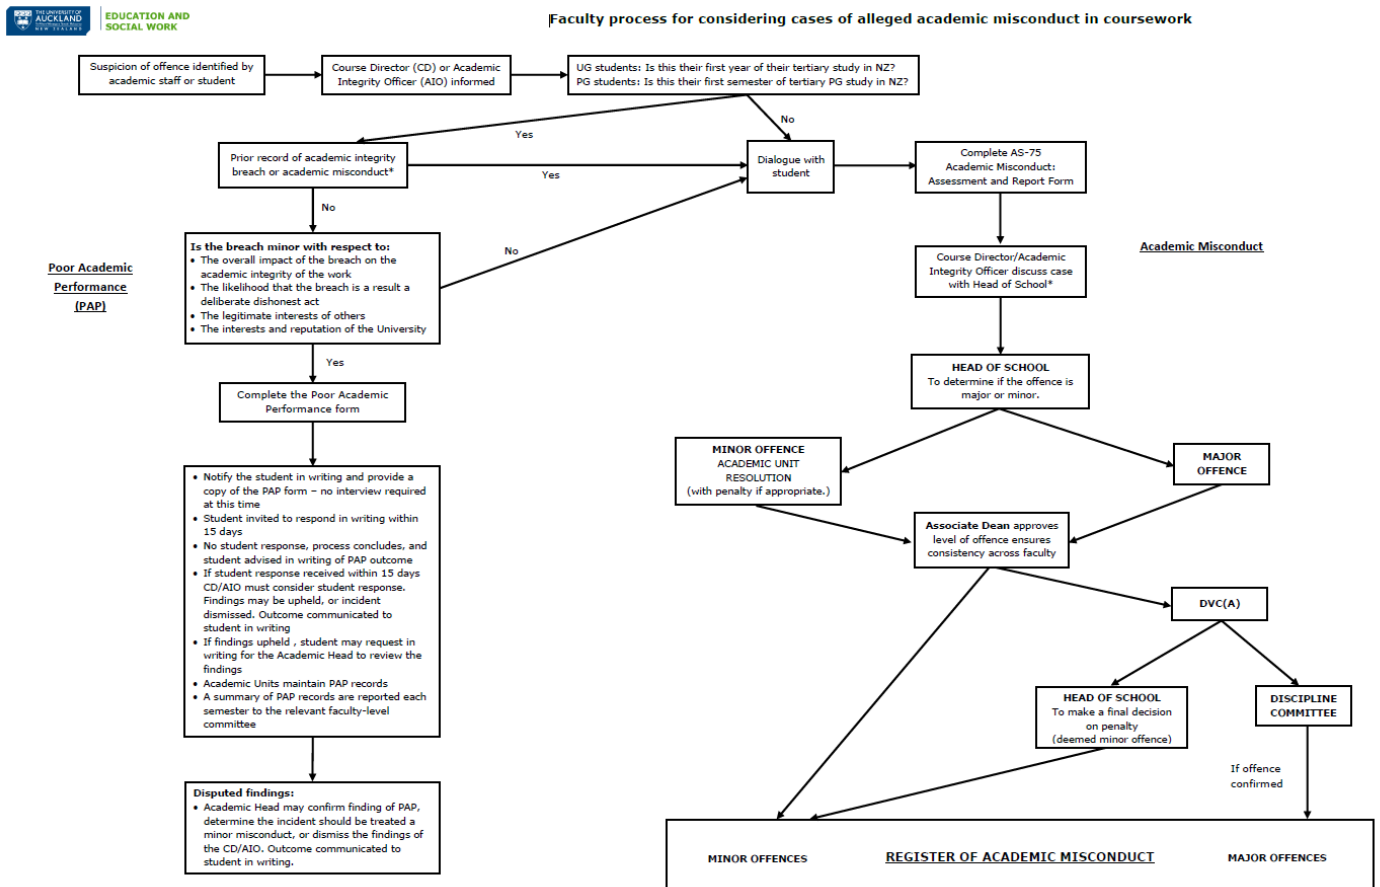 THE UNIVERSITY OF
AUCKLAND
NEW ZEALAND
EDUCATION AND
SOCIAL WORK
Faculty process for considering cases of alleged academic misconduct in coursework
Suspicion of offence identified by
academic staff or student
Course Director (CD) or Academic
Integrity Officer (AIO) informed
UG students: Is this their first year of their tertiary study in NZ?
PG students: Is this their first semester of tertiary PG study in NZ?
Yes
No
Prior record of academic integrity
breach or academic misconduct*
Yes
Dialogue with
student
Complete AS-75
Academic Misconduct:
Assessment and Report Form
No
Poor Academic
Performance
(PAP)
Is the breach minor with respect to:
• The overall impact of the breach on the
academic integrity of the work
• The likelihood that the breach is a result a
deliberate dishonest act
• The legitimate interests of others
• The interests and reputation of the University
No
Course Director/Academic
Integrity Officer discuss case
with Head of School*
Academic Misconduct
Yes
Complete the Poor Academic
Performance form
HEAD OF SCHOOL
To determine if the offence is
major or minor.
MINOR OFFENCE
ACADEMIC UNIT
RESOLUTION
(with penalty if appropriate.)
MAJOR
OFFENCE
• Notify the student in writing and provide a
copy of the PAP form – no interview required
at this time
• Student invited to respond in writing within
15 days
• No student response, process concludes, and
student advised in writing of PAP outcome
• If student response received within 15 days
CD/AIO must consider student response.
Findings may be upheld, or incident
dismissed. Outcome communicated to
student in writing
• If findings upheld , student may request in
writing for the Academic Head to review the
findings
• Academic Units maintain PAP records
• A summary of PAP records are reported each
semester to the relevant faculty-level
committee
Associate Dean approves
level of offence ensures
consistency across faculty
DVC(A)
HEAD OF SCHOOL
To make a final decision
on penalty
(deemed minor offence)
DISCIPLINE
COMMITTEE
If offence
confirmed
Disputed findings:
• Academic Head may confirm finding of PAP,
determine the incident should be treated a
minor misconduct, or dismiss the findings of
the CD/AIO. Outcome communicated to
student in writing.
MINOR OFFENCES
REGISTER OF ACADEMIC MISCONDUCT
MAJOR OFFENCES